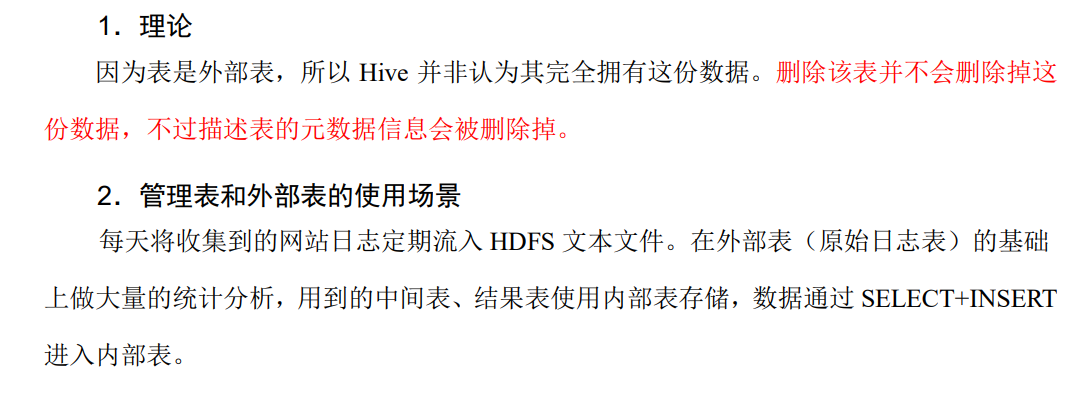 1．理论
因为表是外部表，所以 Hive 并非认为其完全拥有这份数据。删除该表并不会删除掉这
份数据，不过描述表的元数据信息会被删除掉。
2．管理表和外部表的使用场景
每天将收集到的网站日志定期流入 HDFS 文本文件。在外部表（原始日志表）的基础
上做大量的统计分析，用到的中间表、结果表使用内部表存储，数据通过 SELECT+INSERT
进入内部表。